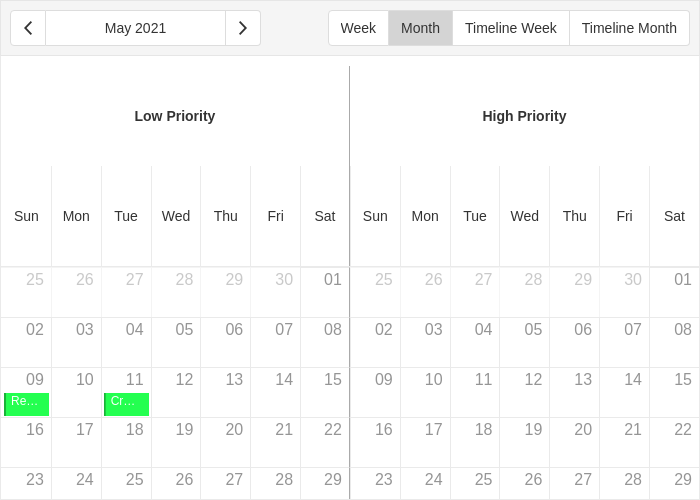 May 2021 Week Month Timeline Week Timeline Month
Low Priority High Priority
Sun Mon Tue Wed Thu Fri Sat Sun Mon Tue Wed Thu Fri Sat
25 26 27 28 29 30 01 25 26 27 28 29 30 01
02 03 04 05 06 07 08 02 03 04 05 06 07 08
09 10 11 12 13 14 15 09 10 11 12 13 14 15
Re... Cr...
16 17 18 19 20 21 22 16 17 18 19 20 21 22
23 24 25 26 27 28 29 23 24 25 26 27 28 29